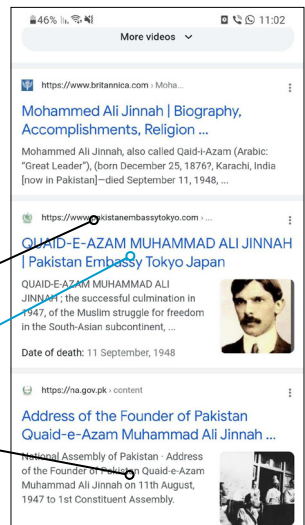 46% 11:02
More videos
https://www.britannica.com › Moha...
Mohammed Ali Jinnah | Biography,
Accomplishments, Religion ...
Mohammed Ali Jinnah, also called Qaid-i-Azam (Arabic:
“Great Leader”), (born December 25, 1876?, Karachi, India
[now in Pakistan]—died September 11, 1948, ...
https://www.pakistanembassytokyo.com › ...
QUAID-E-AZAM MUHAMMAD ALI JINNAH
| Pakistan Embassy Tokyo Japan
QUAID-E-AZAM MUHAMMAD ALI
JINNAH ; the successful culmination in
1947, of the Muslim struggle for freedom
in the South-Asian subcontinent, ...
Date of death: 11 September, 1948
https://na.gov.pk › content
Address of the Founder of Pakistan
Quaid-e-Azam Muhammad Ali Jinnah ...
National Assembly of Pakistan · Address
of the Founder of Pakistan Quaid-e-Azam
Muhammad Ali Jinnah on 11th August,
1947 to 1st Constituent Assembly.